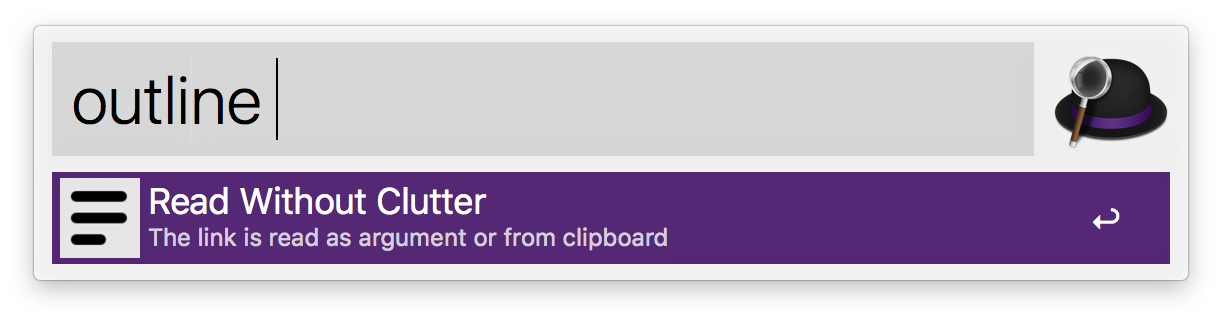 outline
Read Without Clutter
The link is read as argument or from clipboard